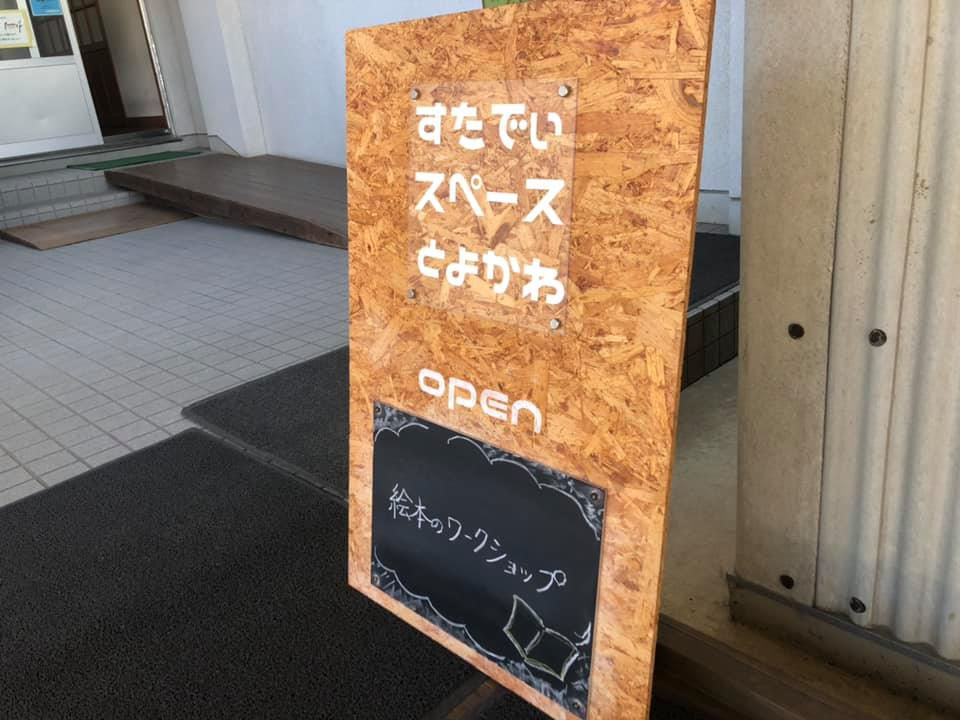 すたでぃ
スペース
とよかわ
OPEN
絵本のワークショップ